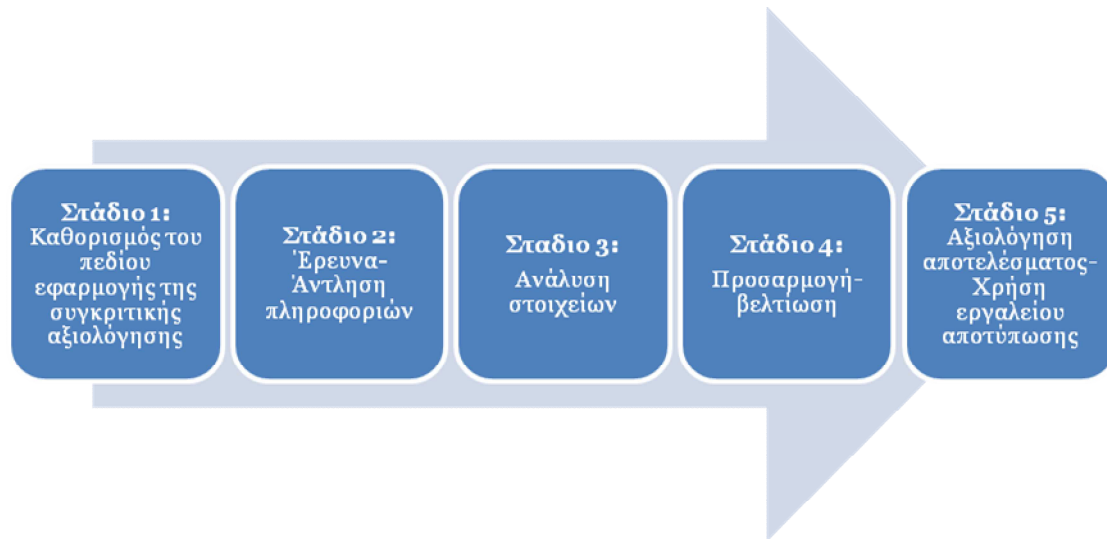 Στάδιο 1:
Καθορισμός του
πεδίου
εφαρμογής της
συγκριτικής
αξιολόγησης
Στάδιο 2:
Έρευνα-
Άντληση
πληροφοριών
Σταδιο 3:
Ανάλυση
στοιχείων
Στάδιο 4:
Προσαρμογή-
βελτίωση
Στάδιο 5:
Αξιολόγηση
αποτελέσματος-
Χρήση
εργαλείου
αποτύπωσης